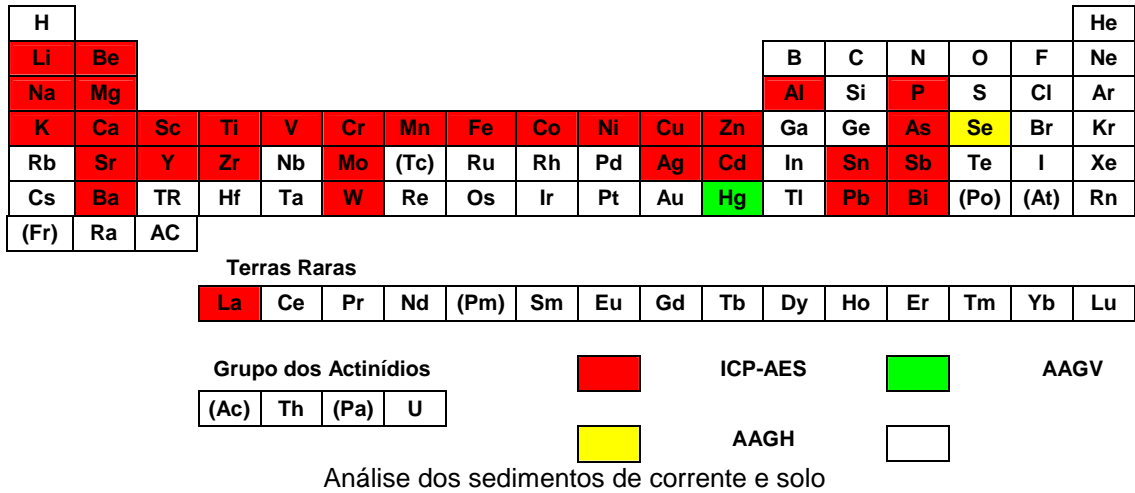 H He
Li Be B C N O F Ne
Na Mg Al Si P S Cl Ar
K Ca Sc Ti V Cr Mn Fe Co Ni Cu Zn Ga Ge As Se Br Kr
Rb Sr Y Zr Nb Mo (Tc) Ru Rh Pd Ag Cd In Sn Sb Te I Xe
Cs Ba TR Hf Ta W Re Os Ir Pt Au Hg Tl Pb Bi (Po) (At) Rn
(Fr) Ra AC
Terras Raras
La Ce Pr Nd (Pm) Sm Eu Gd Tb Dy Ho Er Tm Yb Lu
Grupo dos Actinídios ICP-AES AAGV
(Ac) Th (Pa) U
AAGH
Análise dos sedimentos de corrente e solo